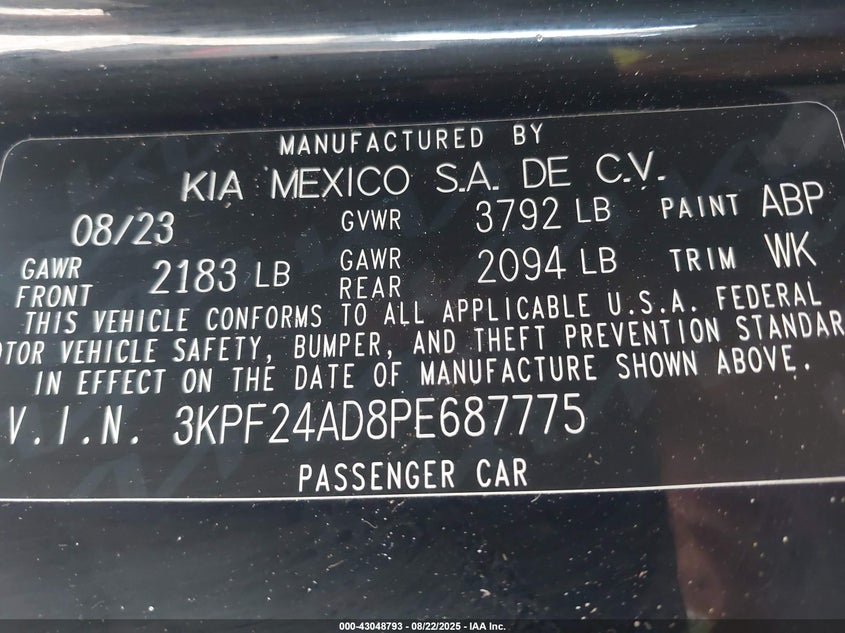 MANUFACTURED BY
KIA MEXICO S.A. DE C.V.
08/23 GVWR 3792 LB PAINT ABP
GAWR FRONT 2183 LB GAWR REAR 2094 LB TRIM WK
THIS VEHICLE CONFORMS TO ALL APPLICABLE U.S.A. FEDERAL
OTOR VEHICLE SAFETY, BUMPER, AND THEFT PREVENTION STANDAR
IN EFFECT ON THE DATE OF MANUFACTURE SHOWN ABOVE.
V.I.N. 3KPF24AD8PE687775
PASSENGER CAR
000-43048793 - 08/22/2025 - IAA Inc.